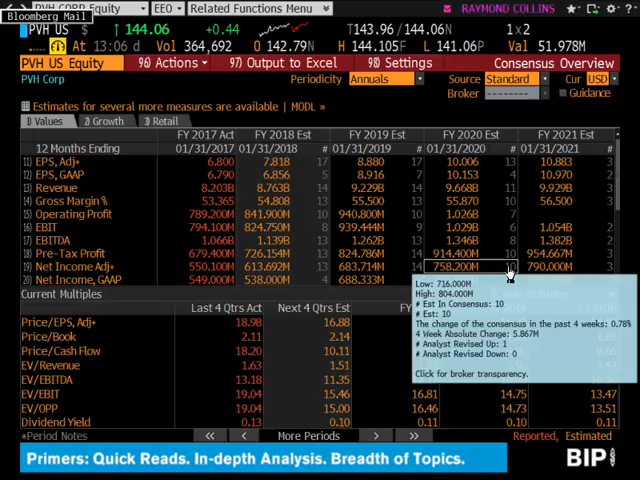 PVH US Corp Equity EEO Related Functions Menu RAYMOND COLLINS
Bloomberg Mail
PVH US $ ↑ 144.06 +0.44 T143.96 / 144.06N 1 x 2
At 13:06 d Vol 364,692 O 142.79N H 144.105F L 141.06P Val 51.978M
PVH US Equity 96) Actions 97) Output to Excel 98) Settings Consensus Overview
PVH Corp Periodicity Annuals Source Standard Cur USD
Broker -------- Guidance
Estimates for several more measures are available | MODL »
1) Values 2) Growth 3) Retail
FY 2017 Act FY 2018 Est FY 2019 Est FY 2020 Est FY 2021 Est
12 Months Ending 01/31/2017 01/31/2018 # 01/31/2019 # 01/31/2020 # 01/31/2021 #
11) EPS, Adj+ 6.800 7.818 17 8.880 17 10.006 13 10.883 3
12) EPS, GAAP 6.790 6.856 5 8.916 7 10.153 4 10.970 2
13) Revenue 8.203B 8.763B 14 9.229B 14 9.668B 11 9.929B 3
14) Gross Margin % 53.365 54.808 13 55.500 13 55.870 10 56.500 3
15) Operating Profit 789.200M 841.900M 10 940.800M 10 1.026B 7
16) EBIT 794.100M 824.750M 8 939.444M 9 1.029B 6 1.054B 2
17) EBITDA 1.066B 1.139B 13 1.262B 13 1.346B 8 1.382B 2
18) Pre-Tax Profit 679.400M 726.154M 13 824.786M 14 914.400M 10 954.667M 3
19) Net Income Adj+ 550.100M 613.692M 13 683.714M 14 758.200M 10 790.000M 3
20) Net Income, GAAP 549.000M 538.000M 4 688.333M
Current Multiples
Last 4 Qtrs Act Next 4 Qtrs Est
Price/EPS, Adj+ 18.98 16.88
Price/Book 2.11 2.14
Price/Cash Flow 18.20 10.11
EV/Revenue 1.63 1.51
EV/EBITDA 13.18 11.35
EV/EBIT 19.04 15.46 16.81 14.75 13.47
EV/OPP 19.04 15.00 16.46 14.73 13.51
Dividend Yield 0.13 0.10 0.11 0.10 0.11
Low: 716.000M
High: 804.000M
# Est In Consensus: 10
# Est: 10
The change of the consensus in the past 4 weeks: 0.78%
4 Week Absolute Change: 5.867M
# Analyst Revised Up: 1
# Analyst Revised Down: 0
Click for broker transparency.
*Period Notes « ‹ More Periods › » Reported, Estimated
Primers: Quick Reads. In-depth Analysis. Breadth of Topics. BIP»